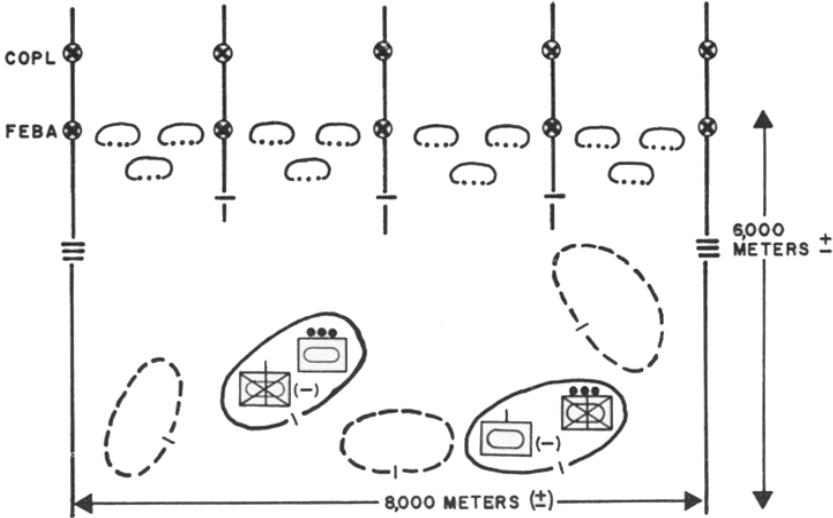 COPL
FEBA
6,000
METERS ±
(–)
(–)
8,000 METERS (±)